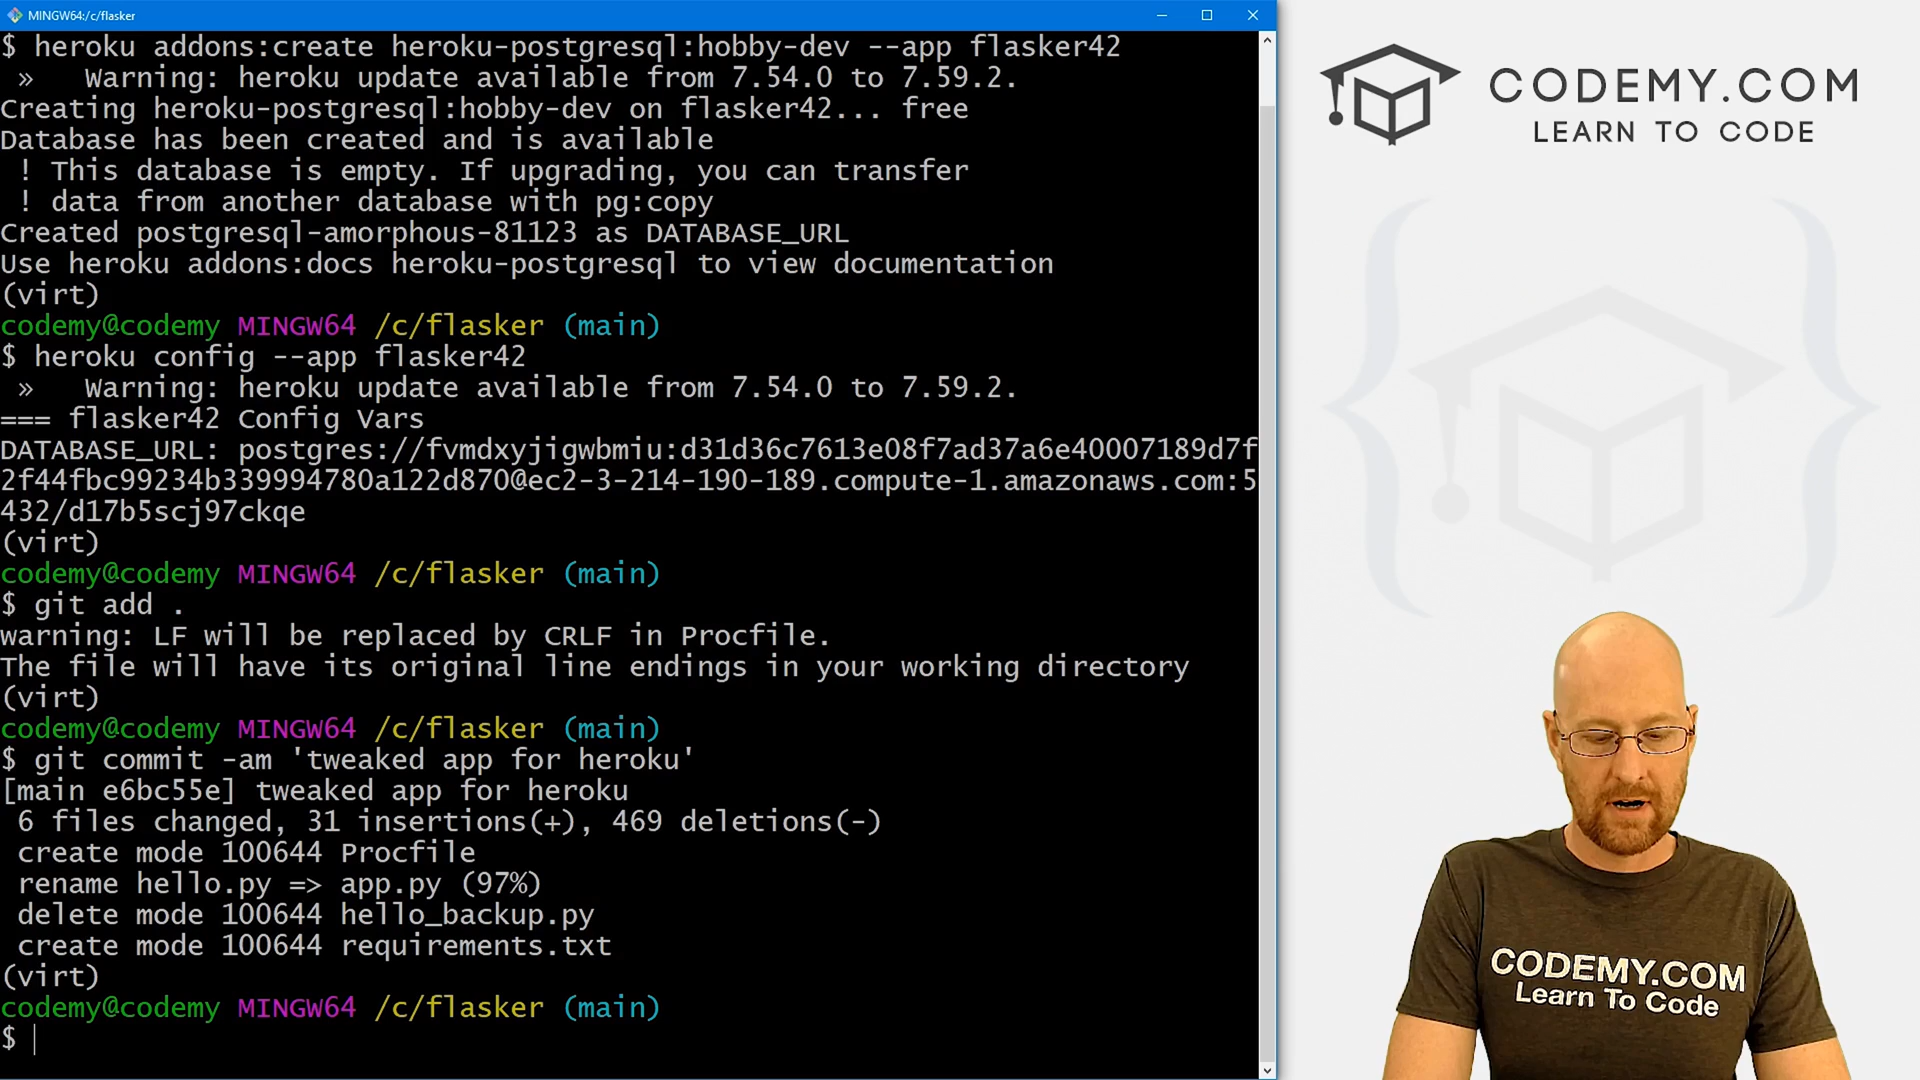 MINGW64:/c/flasker
$ heroku addons:create heroku-postgresql:hobby-dev --app flasker42
» Warning: heroku update available from 7.54.0 to 7.59.2.
Creating heroku-postgresql:hobby-dev on flasker42... free
Database has been created and is available
! This database is empty. If upgrading, you can transfer
! data from another database with pg:copy
Created postgresql-amorphous-81123 as DATABASE_URL
Use heroku addons:docs heroku-postgresql to view documentation
(virt)
codemy@codemy MINGW64 /c/flasker (main)
$ heroku config --app flasker42
» Warning: heroku update available from 7.54.0 to 7.59.2.
=== flasker42 Config Vars
DATABASE_URL: postgres://fvmdxyjigwbmiu:d31d36c7613e08f7ad37a6e40007189d7f
2f44fbc99234b339994780a122d870@ec2-3-214-190-189.compute-1.amazonaws.com:5
432/d17b5scj97ckqe
(virt)
codemy@codemy MINGW64 /c/flasker (main)
$ git add .
warning: LF will be replaced by CRLF in Procfile.
The file will have its original line endings in your working directory
(virt)
codemy@codemy MINGW64 /c/flasker (main)
$ git commit -am 'tweaked app for heroku'
[main e6bc55e] tweaked app for heroku
6 files changed, 31 insertions(+), 469 deletions(-)
create mode 100644 Procfile
rename hello.py => app.py (97%)
delete mode 100644 hello_backup.py
create mode 100644 requirements.txt
(virt)
codemy@codemy MINGW64 /c/flasker (main)
$
CODEMY.COM
LEARN TO CODE
CODEMY.COM
Learn To Code